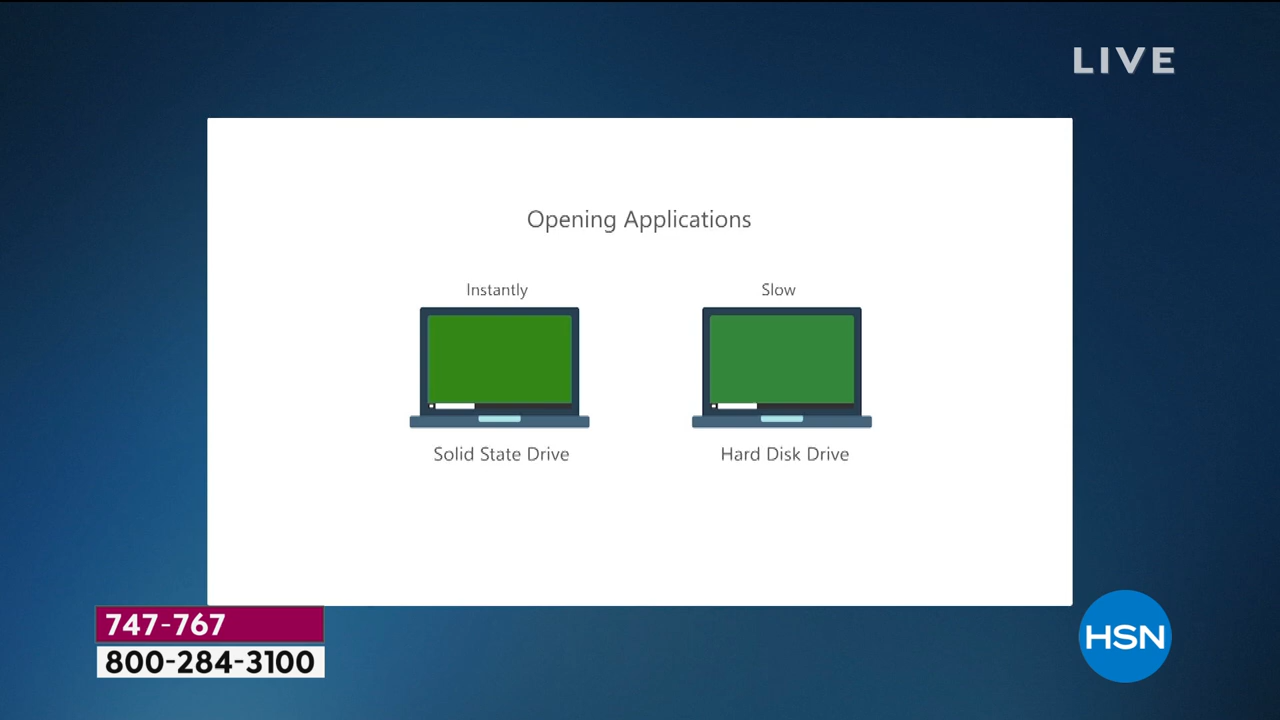 LIVE
Opening Applications
Instantly
Slow
Solid State Drive
Hard Disk Drive
747-767
800-284-3100
HSN